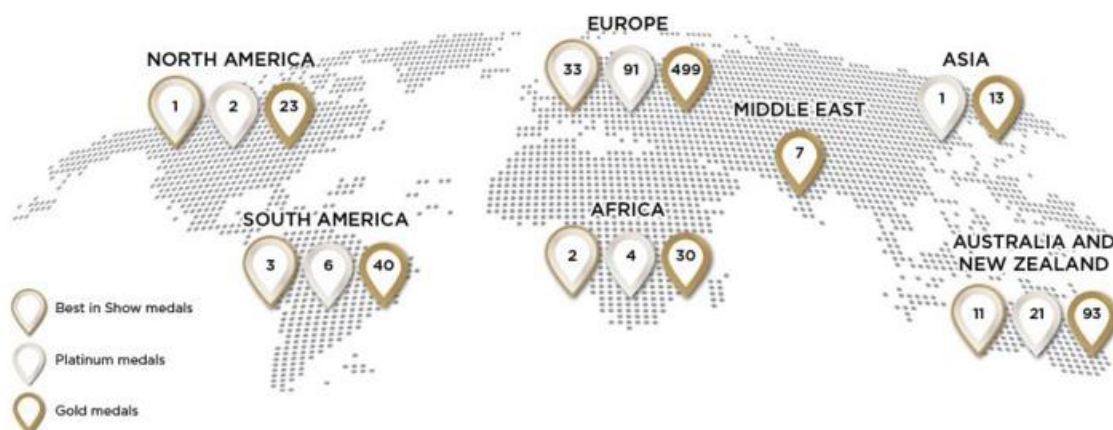 EUROPE
33 91 499
NORTH AMERICA
1 2 23
ASIA
1 13
MIDDLE EAST
7
SOUTH AMERICA
3 6 40
AFRICA
2 4 30
AUSTRALIA AND
NEW ZEALAND
11 21 93
Best in Show medals
Platinum medals
Gold medals